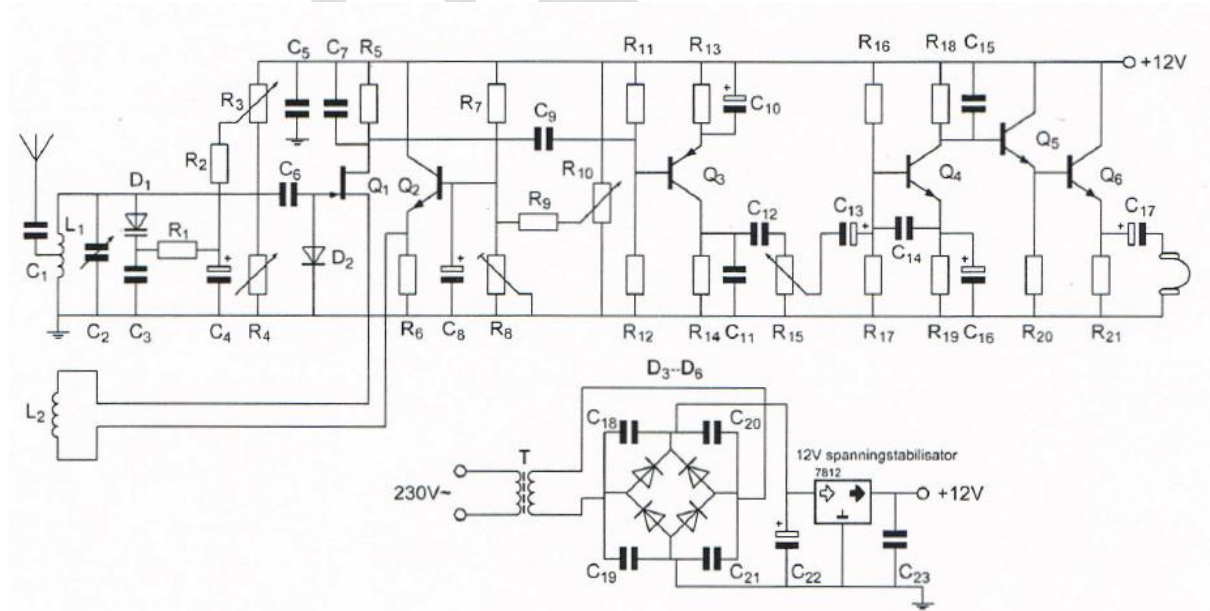 C5 C7 R5 R11 R13 R16 R18 C15
+12V
R3 R7 C9 + C10
R2 D1 C6 Q1 Q2 R10 Q3 Q4 Q5 Q6
R9 C12 C13 C17
L1 R1 D2 + + + C14 +
C1 + + +
C2 C3 C4 R4 R6 C8 R8 R12 R14 C11 R15 R17 R19 C16 R20 R21
D3--D6
L2 C18 C20
T 12V spanningstabilisator
7812
230V~ +12V
+
C19 C21 C22 C23